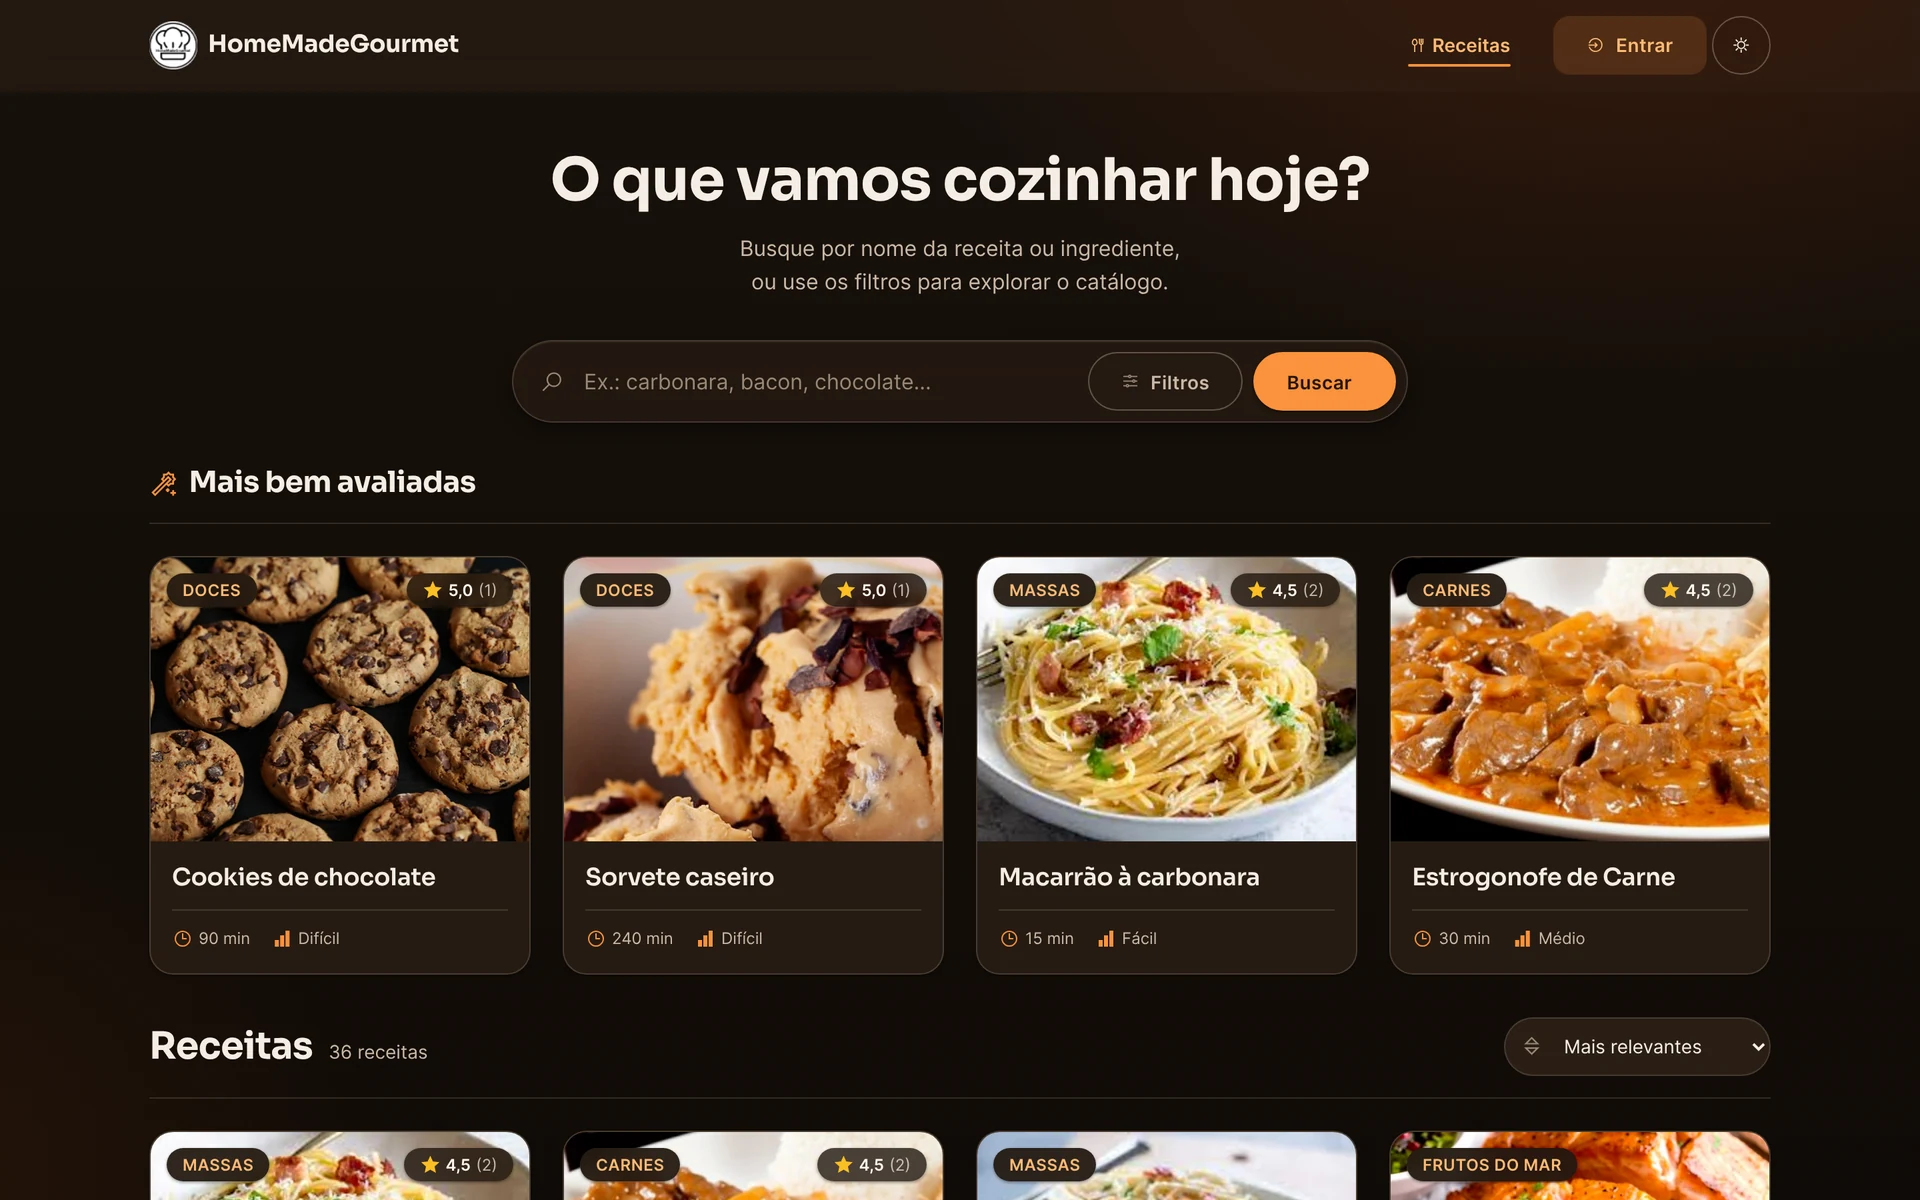 HomeMadeGourmet
Receitas
Entrar
O que vamos cozinhar hoje?
Busque por nome da receita ou ingrediente,
ou use os filtros para explorar o catálogo.
Ex.: carbonara, bacon, chocolate...
Filtros
Buscar
Mais bem avaliadas
DOCES
5,0 (1)
DOCES
5,0 (1)
MASSAS
4,5 (2)
CARNES
4,5 (2)
Cookies de chocolate
Sorvete caseiro
Macarrão à carbonara
Estrogonofe de Carne
90 min
Difícil
240 min
Difícil
15 min
Fácil
30 min
Médio
Receitas
36 receitas
Mais relevantes
MASSAS
4,5 (2)
CARNES
4,5 (2)
MASSAS
FRUTOS DO MAR